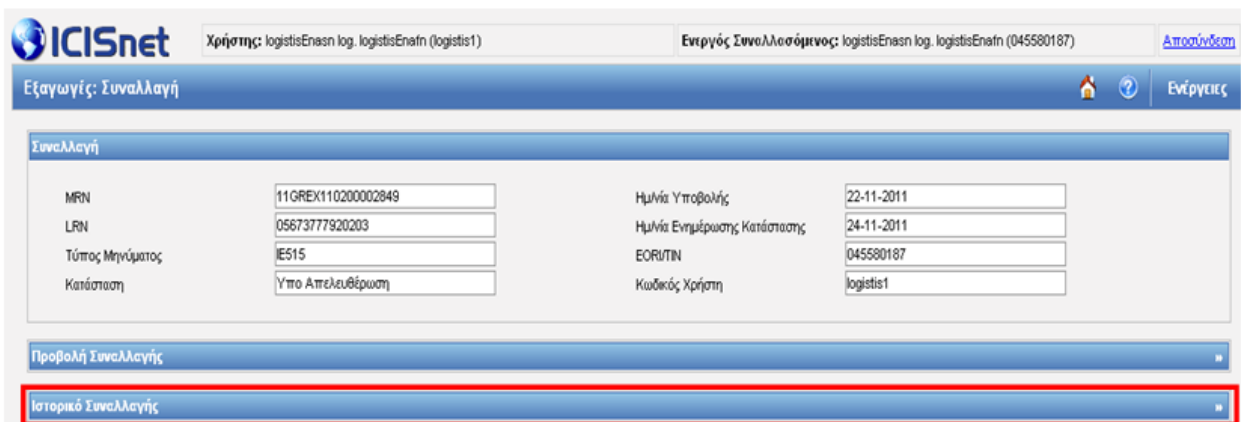 ICISnet Χρήστης: logistisEnasn log. logistisEnafn (logistis1) Ενεργός Συναλλασόμενος: logistisEnasn log. logistisEnafn (045580187) Αποσύνδεση
Εξαγωγές: Συναλλαγή ? Ενέργειες
Συναλλαγή
MRN 11GREX110200002849 Ημ/νία Υποβολής 22-11-2011
LRN 05673777920203 Ημ/νία Ενημέρωσης Κατάστασης 24-11-2011
Τύπος Μηνύματος IE515 EORI/TIN 045580187
Κατάσταση Υπο Απελευθέρωση Κωδικός Χρήστη logistis1
Προβολή Συναλλαγής »
Ιστορικό Συναλλαγής »